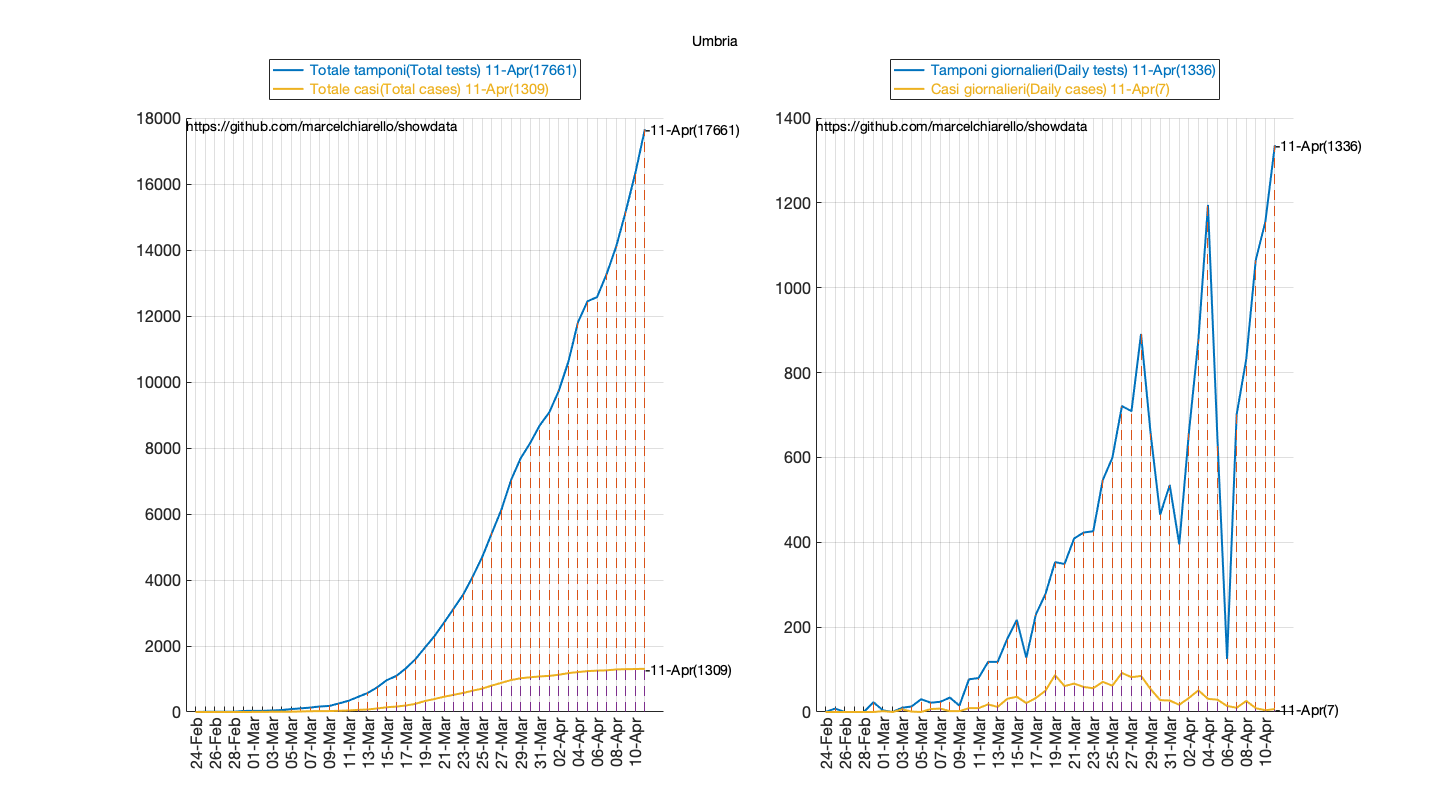 Umbria
Totale tamponi(Total tests) 11-Apr(17661)
Totale casi(Total cases) 11-Apr(1309)
https://github.com/marcelchiarello/showdata
18000
16000
14000
12000
10000
8000
6000
4000
2000
0
11-Apr(17661)
11-Apr(1309)
24-Feb
26-Feb
28-Feb
01-Mar
03-Mar
05-Mar
07-Mar
09-Mar
11-Mar
13-Mar
15-Mar
17-Mar
19-Mar
21-Mar
23-Mar
25-Mar
27-Mar
29-Mar
31-Mar
02-Apr
04-Apr
06-Apr
08-Apr
10-Apr
Tamponi giornalieri(Daily tests) 11-Apr(1336)
Casi giornalieri(Daily cases) 11-Apr(7)
https://github.com/marcelchiarello/showdata
1400
1200
1000
800
600
400
200
0
11-Apr(1336)
11-Apr(7)
24-Feb
26-Feb
28-Feb
01-Mar
03-Mar
05-Mar
07-Mar
09-Mar
11-Mar
13-Mar
15-Mar
17-Mar
19-Mar
21-Mar
23-Mar
25-Mar
27-Mar
29-Mar
31-Mar
02-Apr
04-Apr
06-Apr
08-Apr
10-Apr